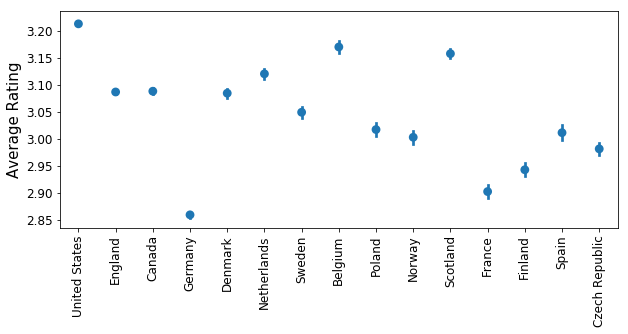 Average Rating
3.20
3.15
3.10
3.05
3.00
2.95
2.90
2.85
United States
England
Canada
Germany
Denmark
Netherlands
Sweden
Belgium
Poland
Norway
Scotland
France
Finland
Spain
Czech Republic